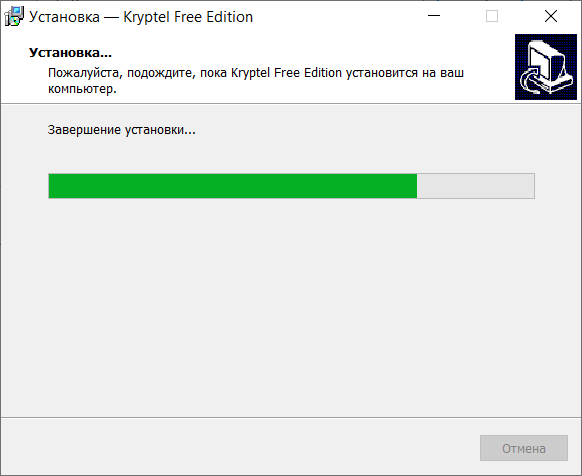 Установка — Kryptel Free Edition
Установка...
Пожалуйста, подождите, пока Kryptel Free Edition установится на ваш
компьютер.
Завершение установки...
Отмена